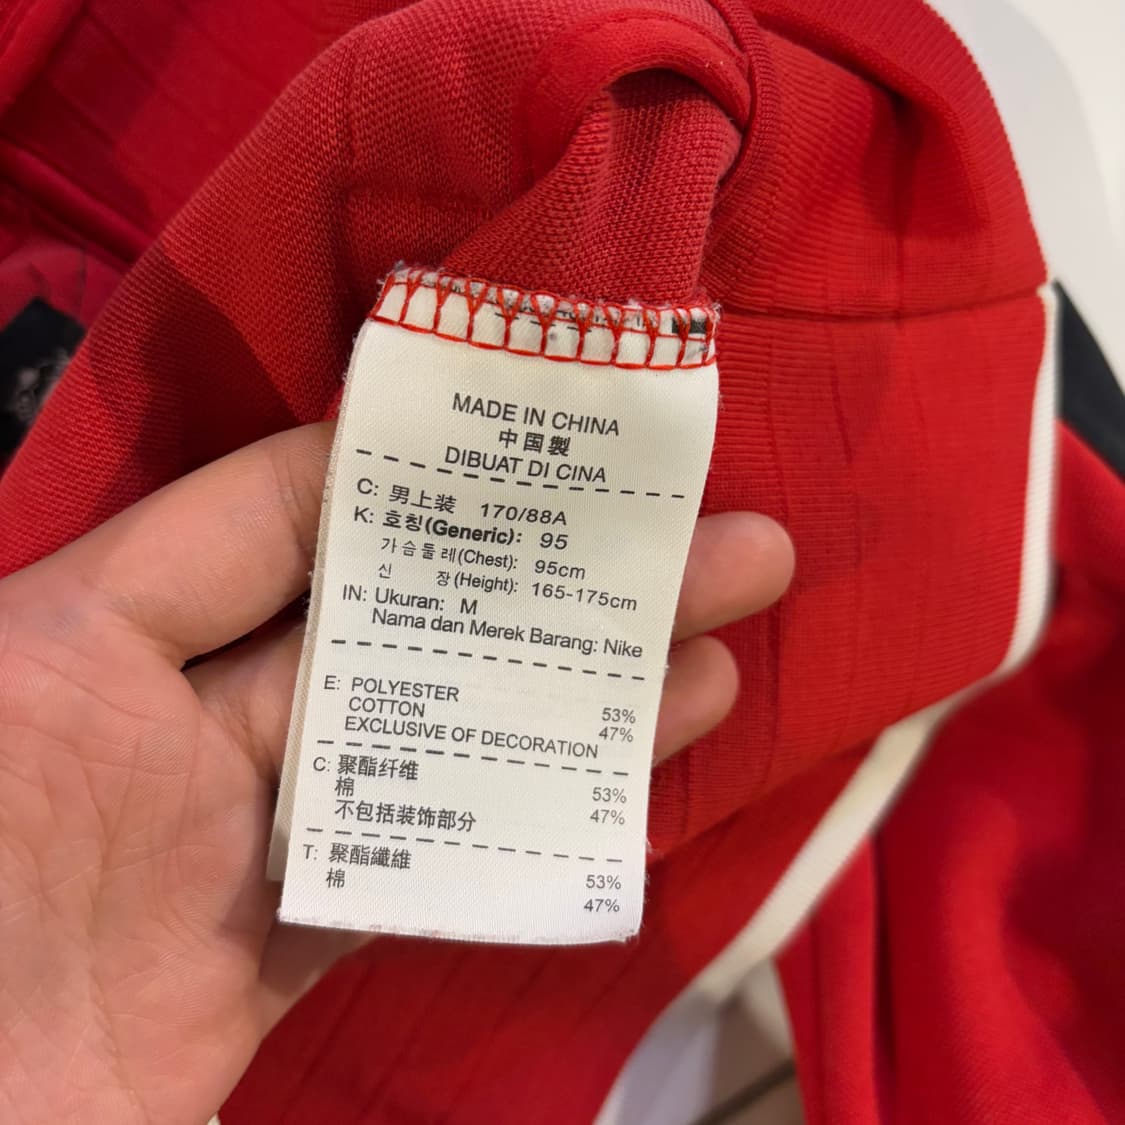 MADE IN CHINA
中国製
DIBUAT DI CINA
C: 男上装 170/88A
K: 호칭(Generic): 95
가슴둘레(Chest): 95cm
신 장(Height): 165-175cm
IN: Ukuran: M
Nama dan Merek Barang: Nike
E: POLYESTER 53%
COTTON 47%
EXCLUSIVE OF DECORATION
C: 聚酯纤维 53%
棉 47%
不包括装饰部分
T: 聚酯纖維 53%
棉 47%